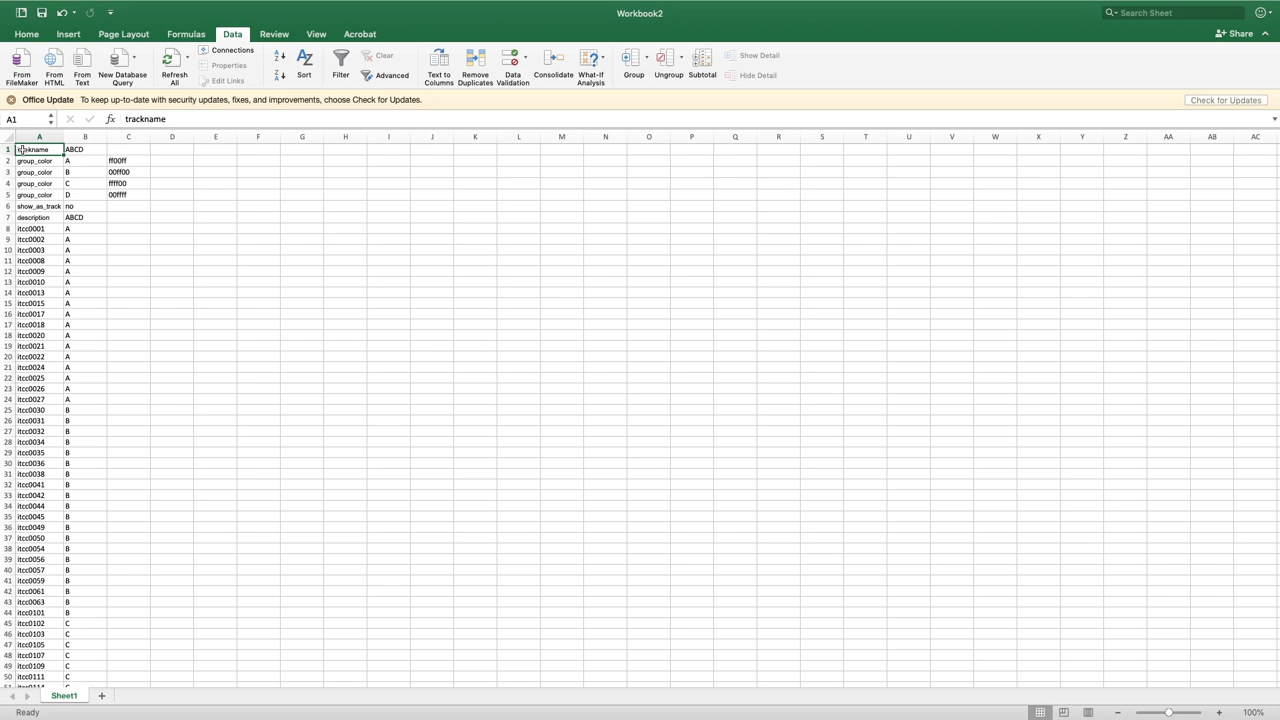 Workbook2
Search Sheet
Home Insert Page Layout Formulas Data Review View Acrobat
Share
From FileMaker
From HTML
From Text
New Database Query
Refresh All
Connections
Properties
Edit Links
Sort
Filter
Clear
Advanced
Text to Columns
Remove Duplicates
Data Validation
Consolidate
What-If Analysis
Group
Ungroup
Subtotal
Show Detail
Hide Detail
Office Update To keep up-to-date with security updates, fixes, and improvements, choose Check for Updates.
Check for Updates
A1 fx trackname
A B C D E F G H I J K L M N O P Q R S T U V W X Y Z AA AB AC
1 trackname ABCD
2 group_color A ff00ff
3 group_color B 00ff00
4 group_color C ffff00
5 group_color D 00ffff
6 show_as_track no
7 description ABCD
8 itcc0001 A
9 itcc0002 A
10 itcc0003 A
11 itcc0008 A
12 itcc0009 A
13 itcc0010 A
14 itcc0013 A
15 itcc0015 A
16 itcc0017 A
17 itcc0018 A
18 itcc0020 A
19 itcc0021 A
20 itcc0022 A
21 itcc0024 A
22 itcc0025 A
23 itcc0026 A
24 itcc0027 A
25 itcc0030 B
26 itcc0031 B
27 itcc0032 B
28 itcc0034 B
29 itcc0035 B
30 itcc0036 B
31 itcc0038 B
32 itcc0041 B
33 itcc0042 B
34 itcc0044 B
35 itcc0045 B
36 itcc0049 B
37 itcc0050 B
38 itcc0054 B
39 itcc0056 B
40 itcc0057 B
41 itcc0059 B
42 itcc0061 B
43 itcc0063 B
44 itcc0101 B
45 itcc0102 C
46 itcc0103 C
47 itcc0105 C
48 itcc0107 C
49 itcc0109 C
50 itcc0111 C
Sheet1
Ready
100%